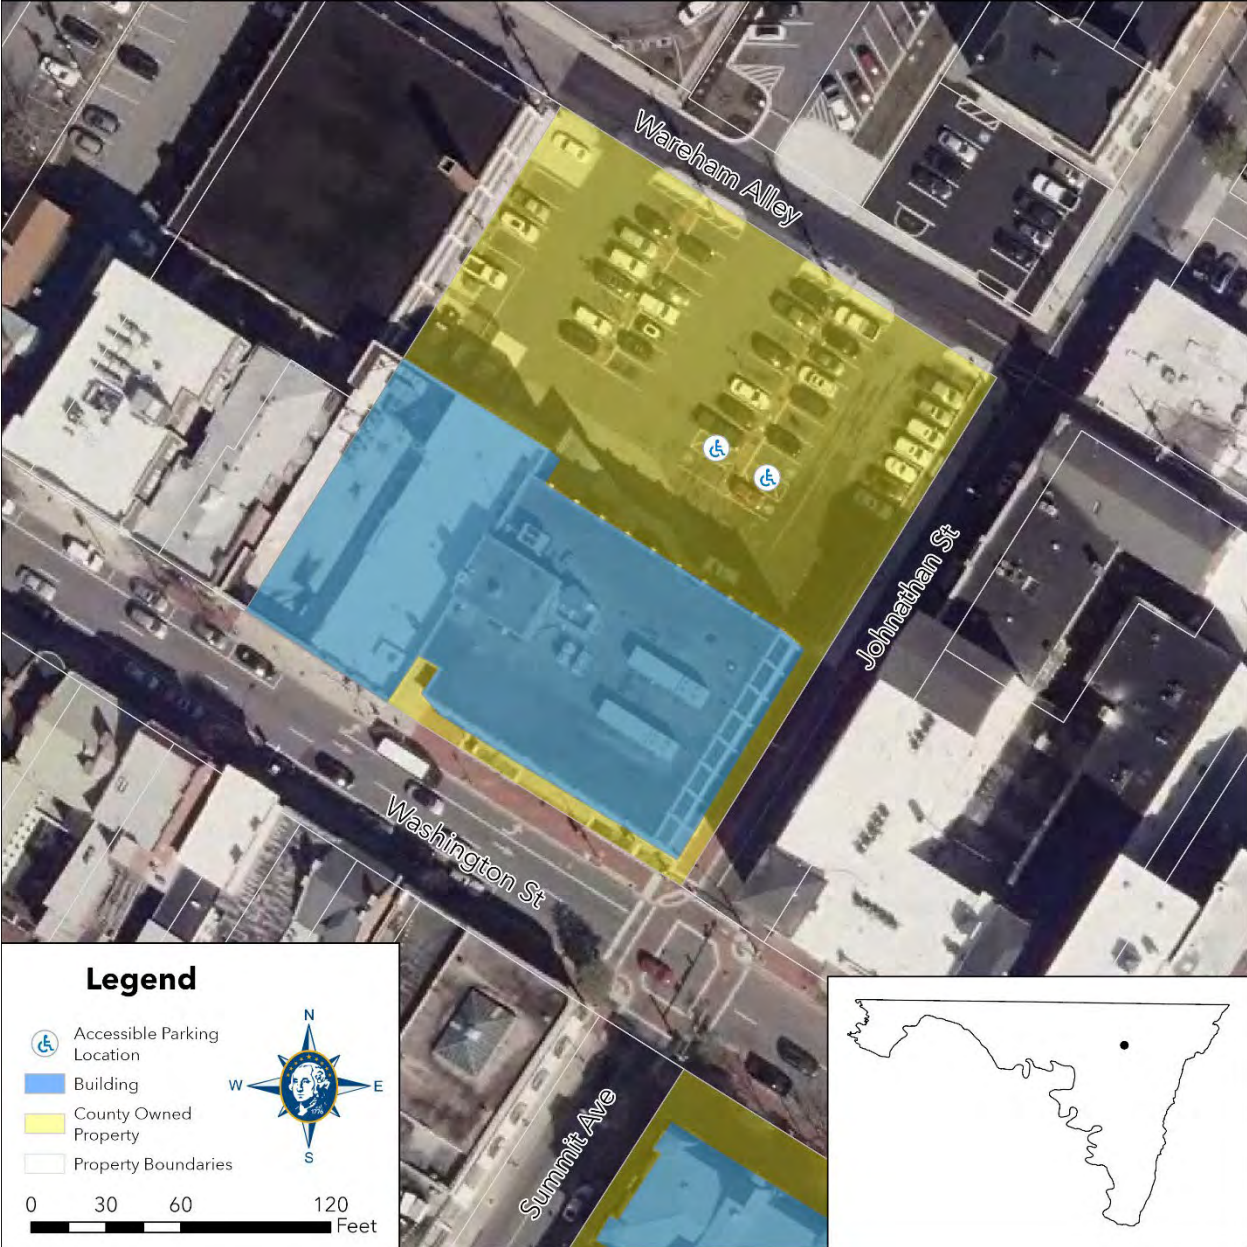 Wareham Alley
Johnathan St
Washington St
Summit Ave
Legend
Accessible Parking
Location
Building
County Owned
Property
Property Boundaries
N
W
E
S
1776
0 30 60 120
Feet